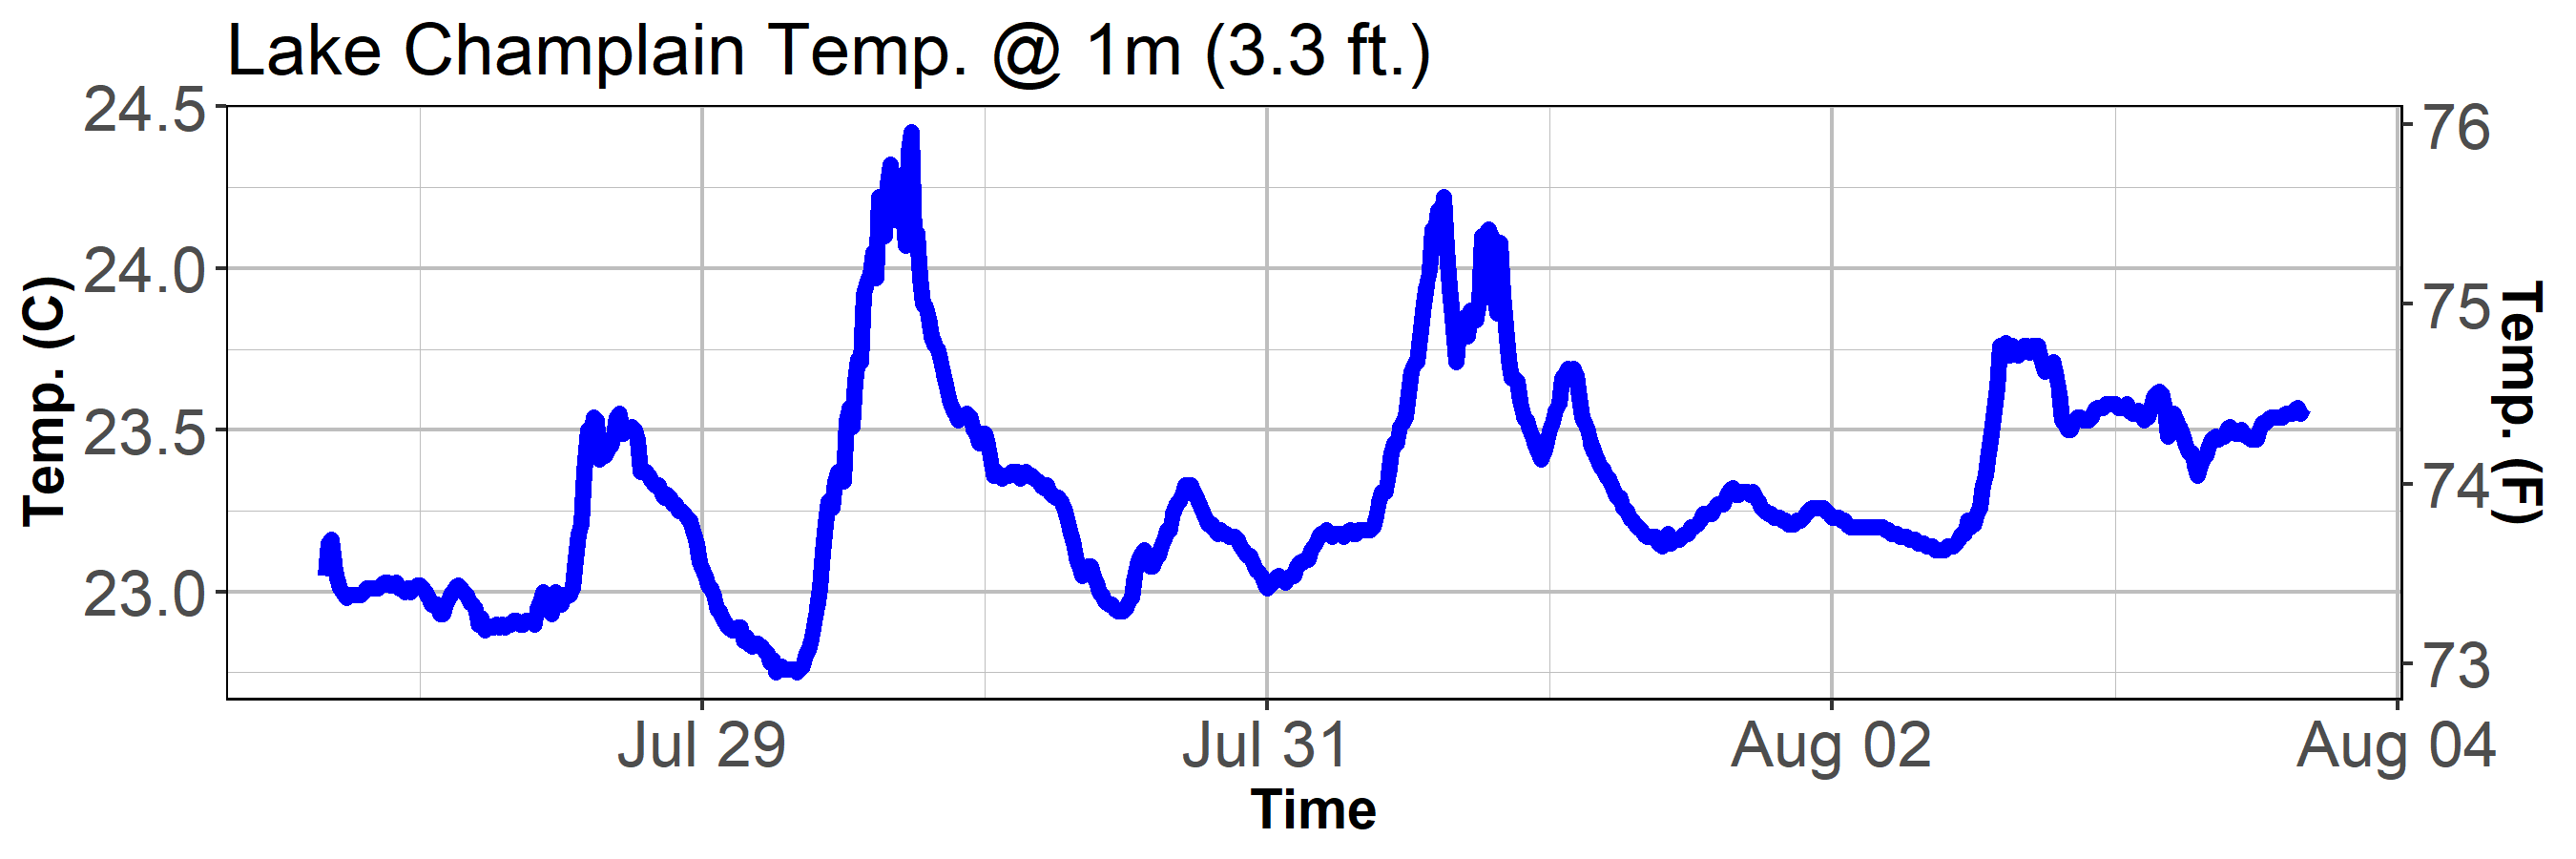 Lake Champlain Temp. @ 1m (3.3 ft.)
24.5
24.0
23.5
23.0
Temp. (C)
76
75
74
73
Temp. (F)
Jul 29 Jul 31 Aug 02 Aug 04
Time